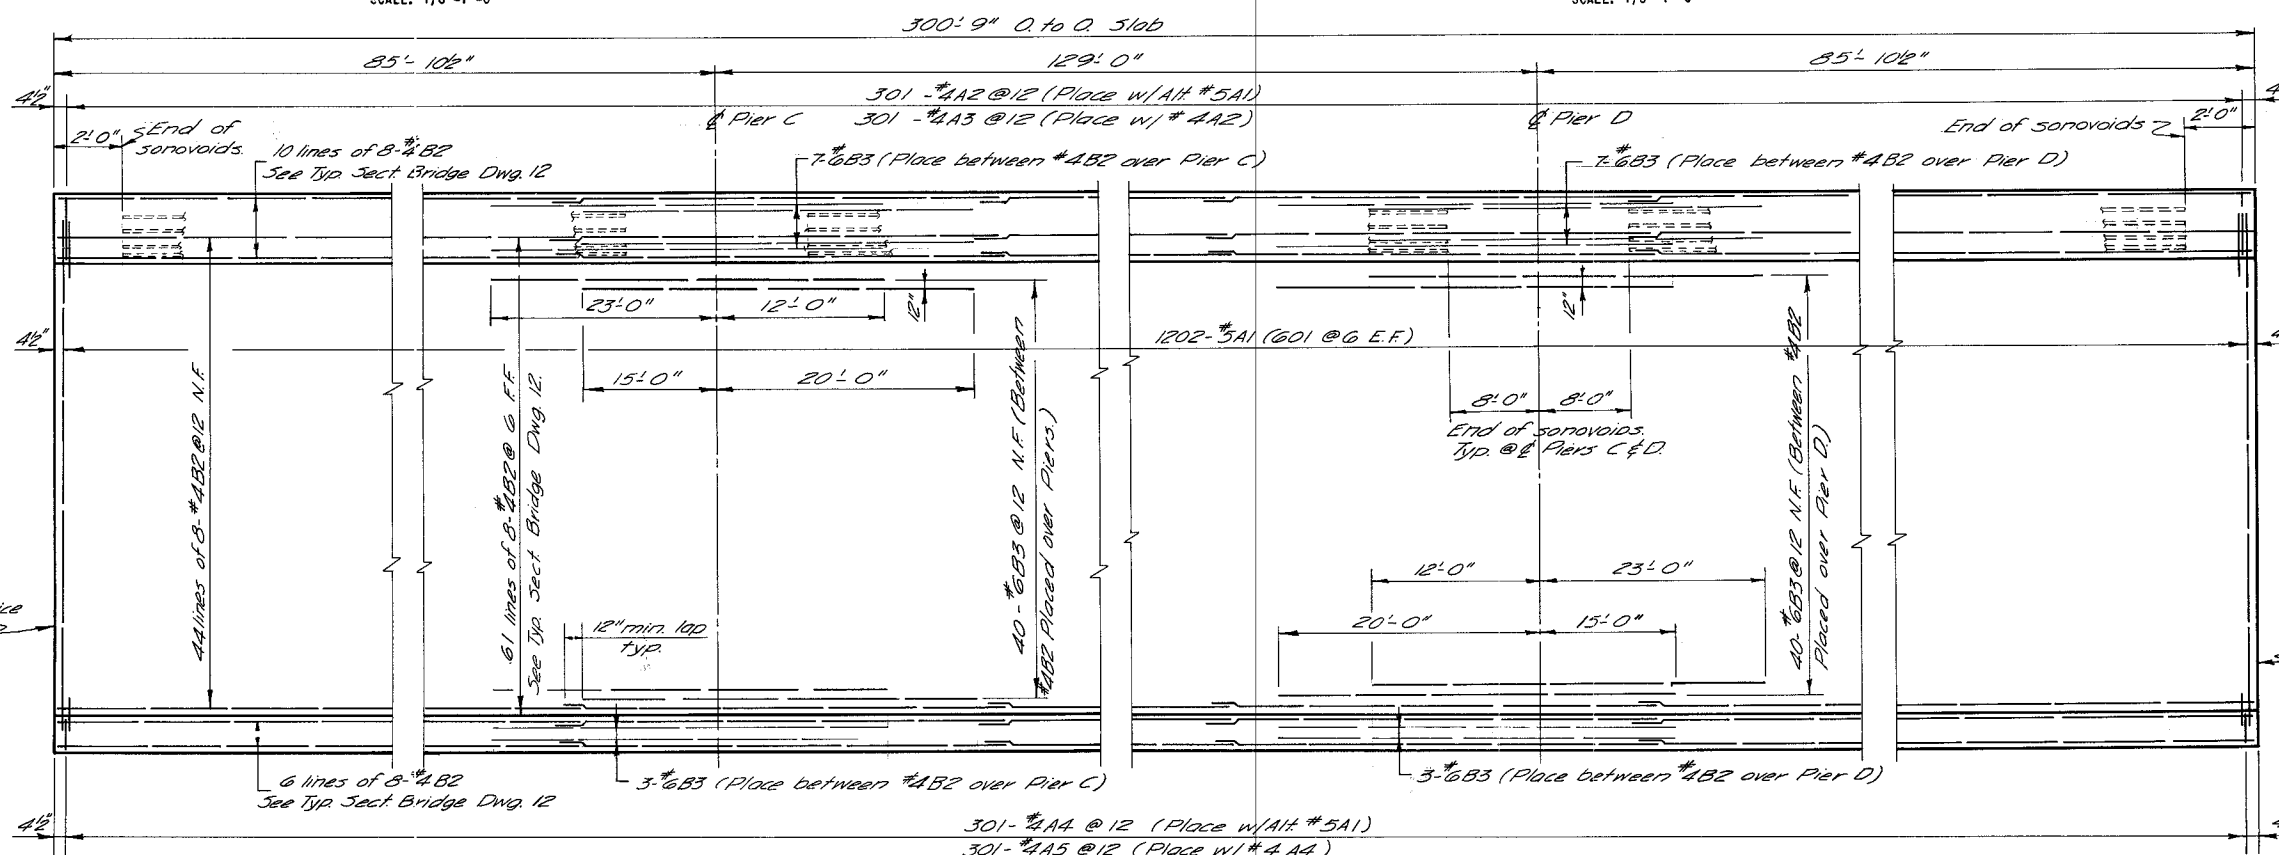 300'-9" O. to O. Slab
85'-10½"
129'-0"
85'-10½"
4½"
301 -#4A2 @12 (Place w/Alt. #5A1)
℄ Pier C
301 -#4A3 @12 (Place w/ #4A2)
℄ Pier D
2'-0"
End of
sonovoids.
End of sonovoids
2'-0"
10 lines of 8-#4B2
See Typ. Sect. Bridge Dwg. 12
7-#6B3 (Place between #4B2 over Pier C)
7-#6B3 (Place between #4B2 over Pier D)
23'-0"
12'-0"
12"
12"
4½"
1202-#5A1 (601 @ 6 E.F.)
15'-0"
20'-0"
8'-0"
8'-0"
End of sonovoids.
Typ. @ ℄ Piers C & D.
44 lines of 8-#4B2 @12 N.F.
61 lines of 8-#4B2 @ 6 F.F.
See Typ. Sect. Bridge Dwg. 12.
40-#6B3 @ 12 N.F. (Between
#4B2 Placed over Piers.)
40-#6B3 @ 12 N.F. (Between #4B2
Placed over Pier D.)
12'-0"
23'-0"
20'-0"
15'-0"
12" min. lap
typ.
6 lines of 8-#4B2
See Typ. Sect. Bridge Dwg. 12
3-#6B3 (Place between #4B2 over Pier C)
3-#6B3 (Place between #4B2 over Pier D)
4½"
301-#4A4 @ 12 (Place w/Alt. #5A1)
301-#4A5 @12 (Place w/ #4A4)